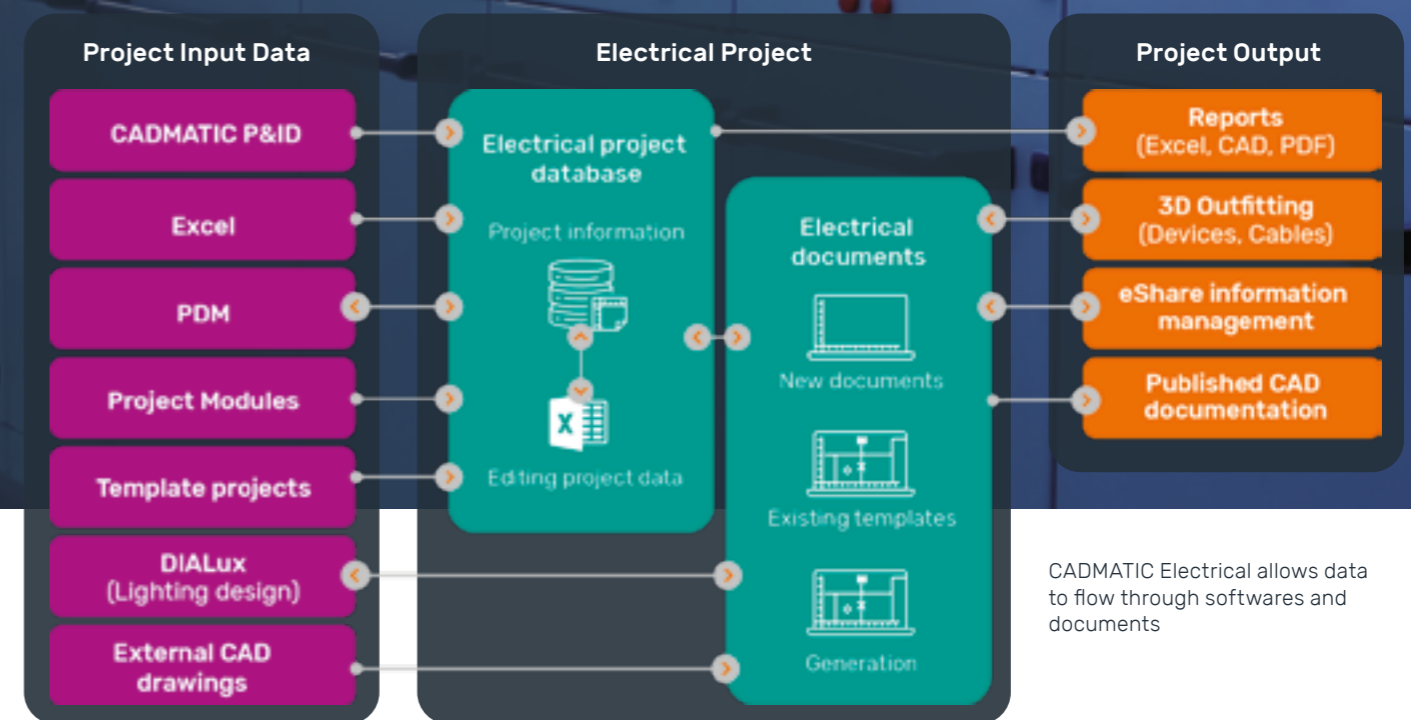 Project Input Data
CADMATIC P&ID
Excel
PDM
Project Modules
Template projects
DIALux
(Lighting design)
External CAD
drawings
Electrical Project
Electrical project
database
Project information
X
Editing project data
Electrical
documents
New documents
Existing templates
Generation
Project Output
Reports
(Excel, CAD, PDF)
3D Outfitting
(Devices, Cables)
eShare information
management
Published CAD
documentation
CADMATIC Electrical allows data
to flow through softwares and
documents